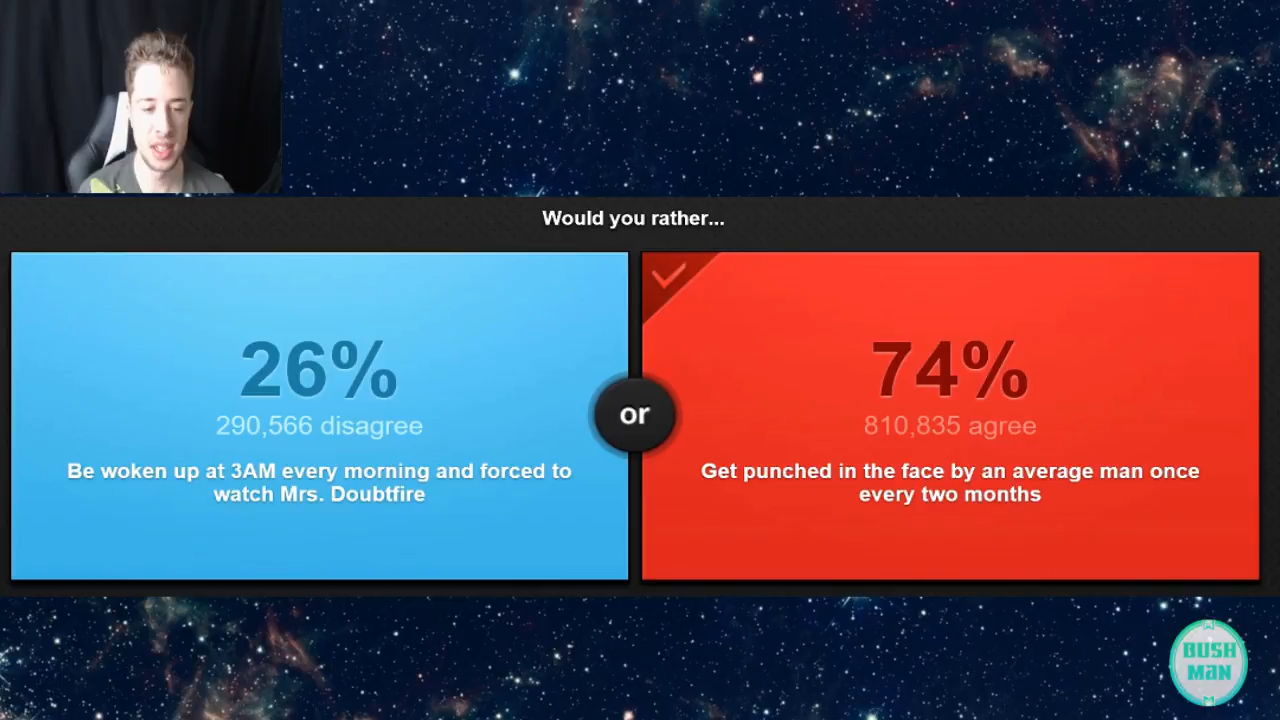 Would you rather...
26%
290,566 disagree
Be woken up at 3AM every morning and forced to
watch Mrs. Doubtfire
or
74%
810,835 agree
Get punched in the face by an average man once
every two months
BUSH
MAN